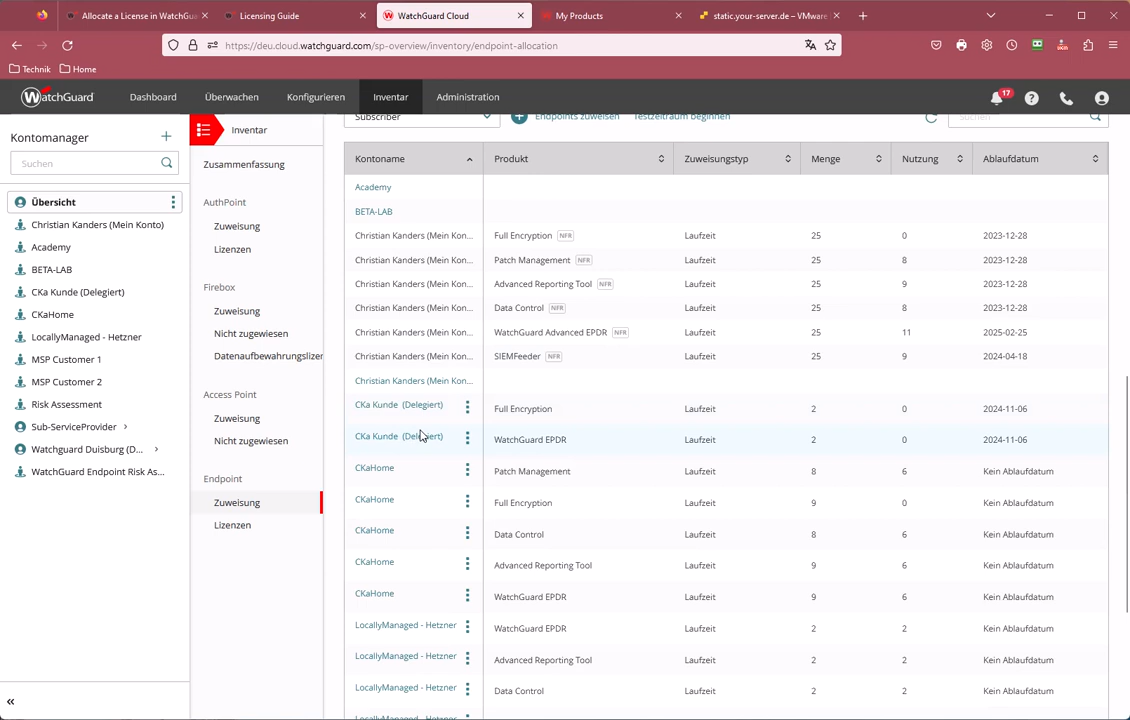 Allocate a License in WatchGua
Licensing Guide
WatchGuard Cloud
My Products
static.your-server.de – VMware
https://deu.cloud.watchguard.com/sp-overview/inventory/endpoint-allocation
Technik
Home
WatchGuard
Dashboard
Überwachen
Konfigurieren
Inventar
Administration
17
Kontomanager
Suchen
Übersicht
Christian Kanders (Mein Konto)
Academy
BETA-LAB
CKa Kunde (Delegiert)
CKaHome
LocallyManaged - Hetzner
MSP Customer 1
MSP Customer 2
Risk Assessment
Sub-ServiceProvider
Watchguard Duisburg (D...
WatchGuard Endpoint Risk As...
Inventar
Zusammenfassung
AuthPoint
Zuweisung
Lizenzen
Firebox
Zuweisung
Nicht zugewiesen
Datenaufbewahrungslizen
Access Point
Zuweisung
Nicht zugewiesen
Endpoint
Zuweisung
Lizenzen
Subscriber
Endpoints zuweisen
Testzeitraum beginnen
Suchen
Kontoname Produkt Zuweisungstyp Menge Nutzung Ablaufdatum
Academy
BETA-LAB
Christian Kanders (Mein Kon... Full Encryption NFR Laufzeit 25 0 2023-12-28
Christian Kanders (Mein Kon... Patch Management NFR Laufzeit 25 8 2023-12-28
Christian Kanders (Mein Kon... Advanced Reporting Tool NFR Laufzeit 25 9 2023-12-28
Christian Kanders (Mein Kon... Data Control NFR Laufzeit 25 8 2023-12-28
Christian Kanders (Mein Kon... WatchGuard Advanced EPDR NFR Laufzeit 25 11 2025-02-25
Christian Kanders (Mein Kon... SIEMFeeder NFR Laufzeit 25 9 2024-04-18
Christian Kanders (Mein Kon...
CKa Kunde (Delegiert) Full Encryption Laufzeit 2 0 2024-11-06
CKa Kunde (Delegiert) WatchGuard EPDR Laufzeit 2 0 2024-11-06
CKaHome Patch Management Laufzeit 8 6 Kein Ablaufdatum
CKaHome Full Encryption Laufzeit 9 0 Kein Ablaufdatum
CKaHome Data Control Laufzeit 8 6 Kein Ablaufdatum
CKaHome Advanced Reporting Tool Laufzeit 9 6 Kein Ablaufdatum
CKaHome WatchGuard EPDR Laufzeit 9 6 Kein Ablaufdatum
LocallyManaged - Hetzner WatchGuard EPDR Laufzeit 2 2 Kein Ablaufdatum
LocallyManaged - Hetzner Advanced Reporting Tool Laufzeit 2 2 Kein Ablaufdatum
LocallyManaged - Hetzner Data Control Laufzeit 2 2 Kein Ablaufdatum
LocallyManaged - Hetzner